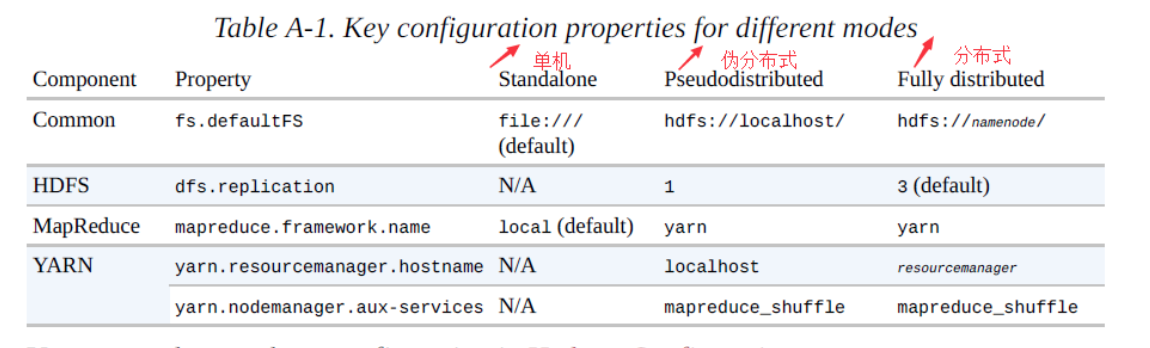 Table A-1. Key configuration properties for different modes
单机 伪分布式 分布式
Component Property Standalone Pseudodistributed Fully distributed
Common fs.defaultFS file:/// hdfs://localhost/ hdfs://namenode/
(default)
HDFS dfs.replication N/A 1 3 (default)
MapReduce mapreduce.framework.name local (default) yarn yarn
YARN yarn.resourcemanager.hostname N/A localhost resourcemanager
yarn.nodemanager.aux-services N/A mapreduce_shuffle mapreduce_shuffle